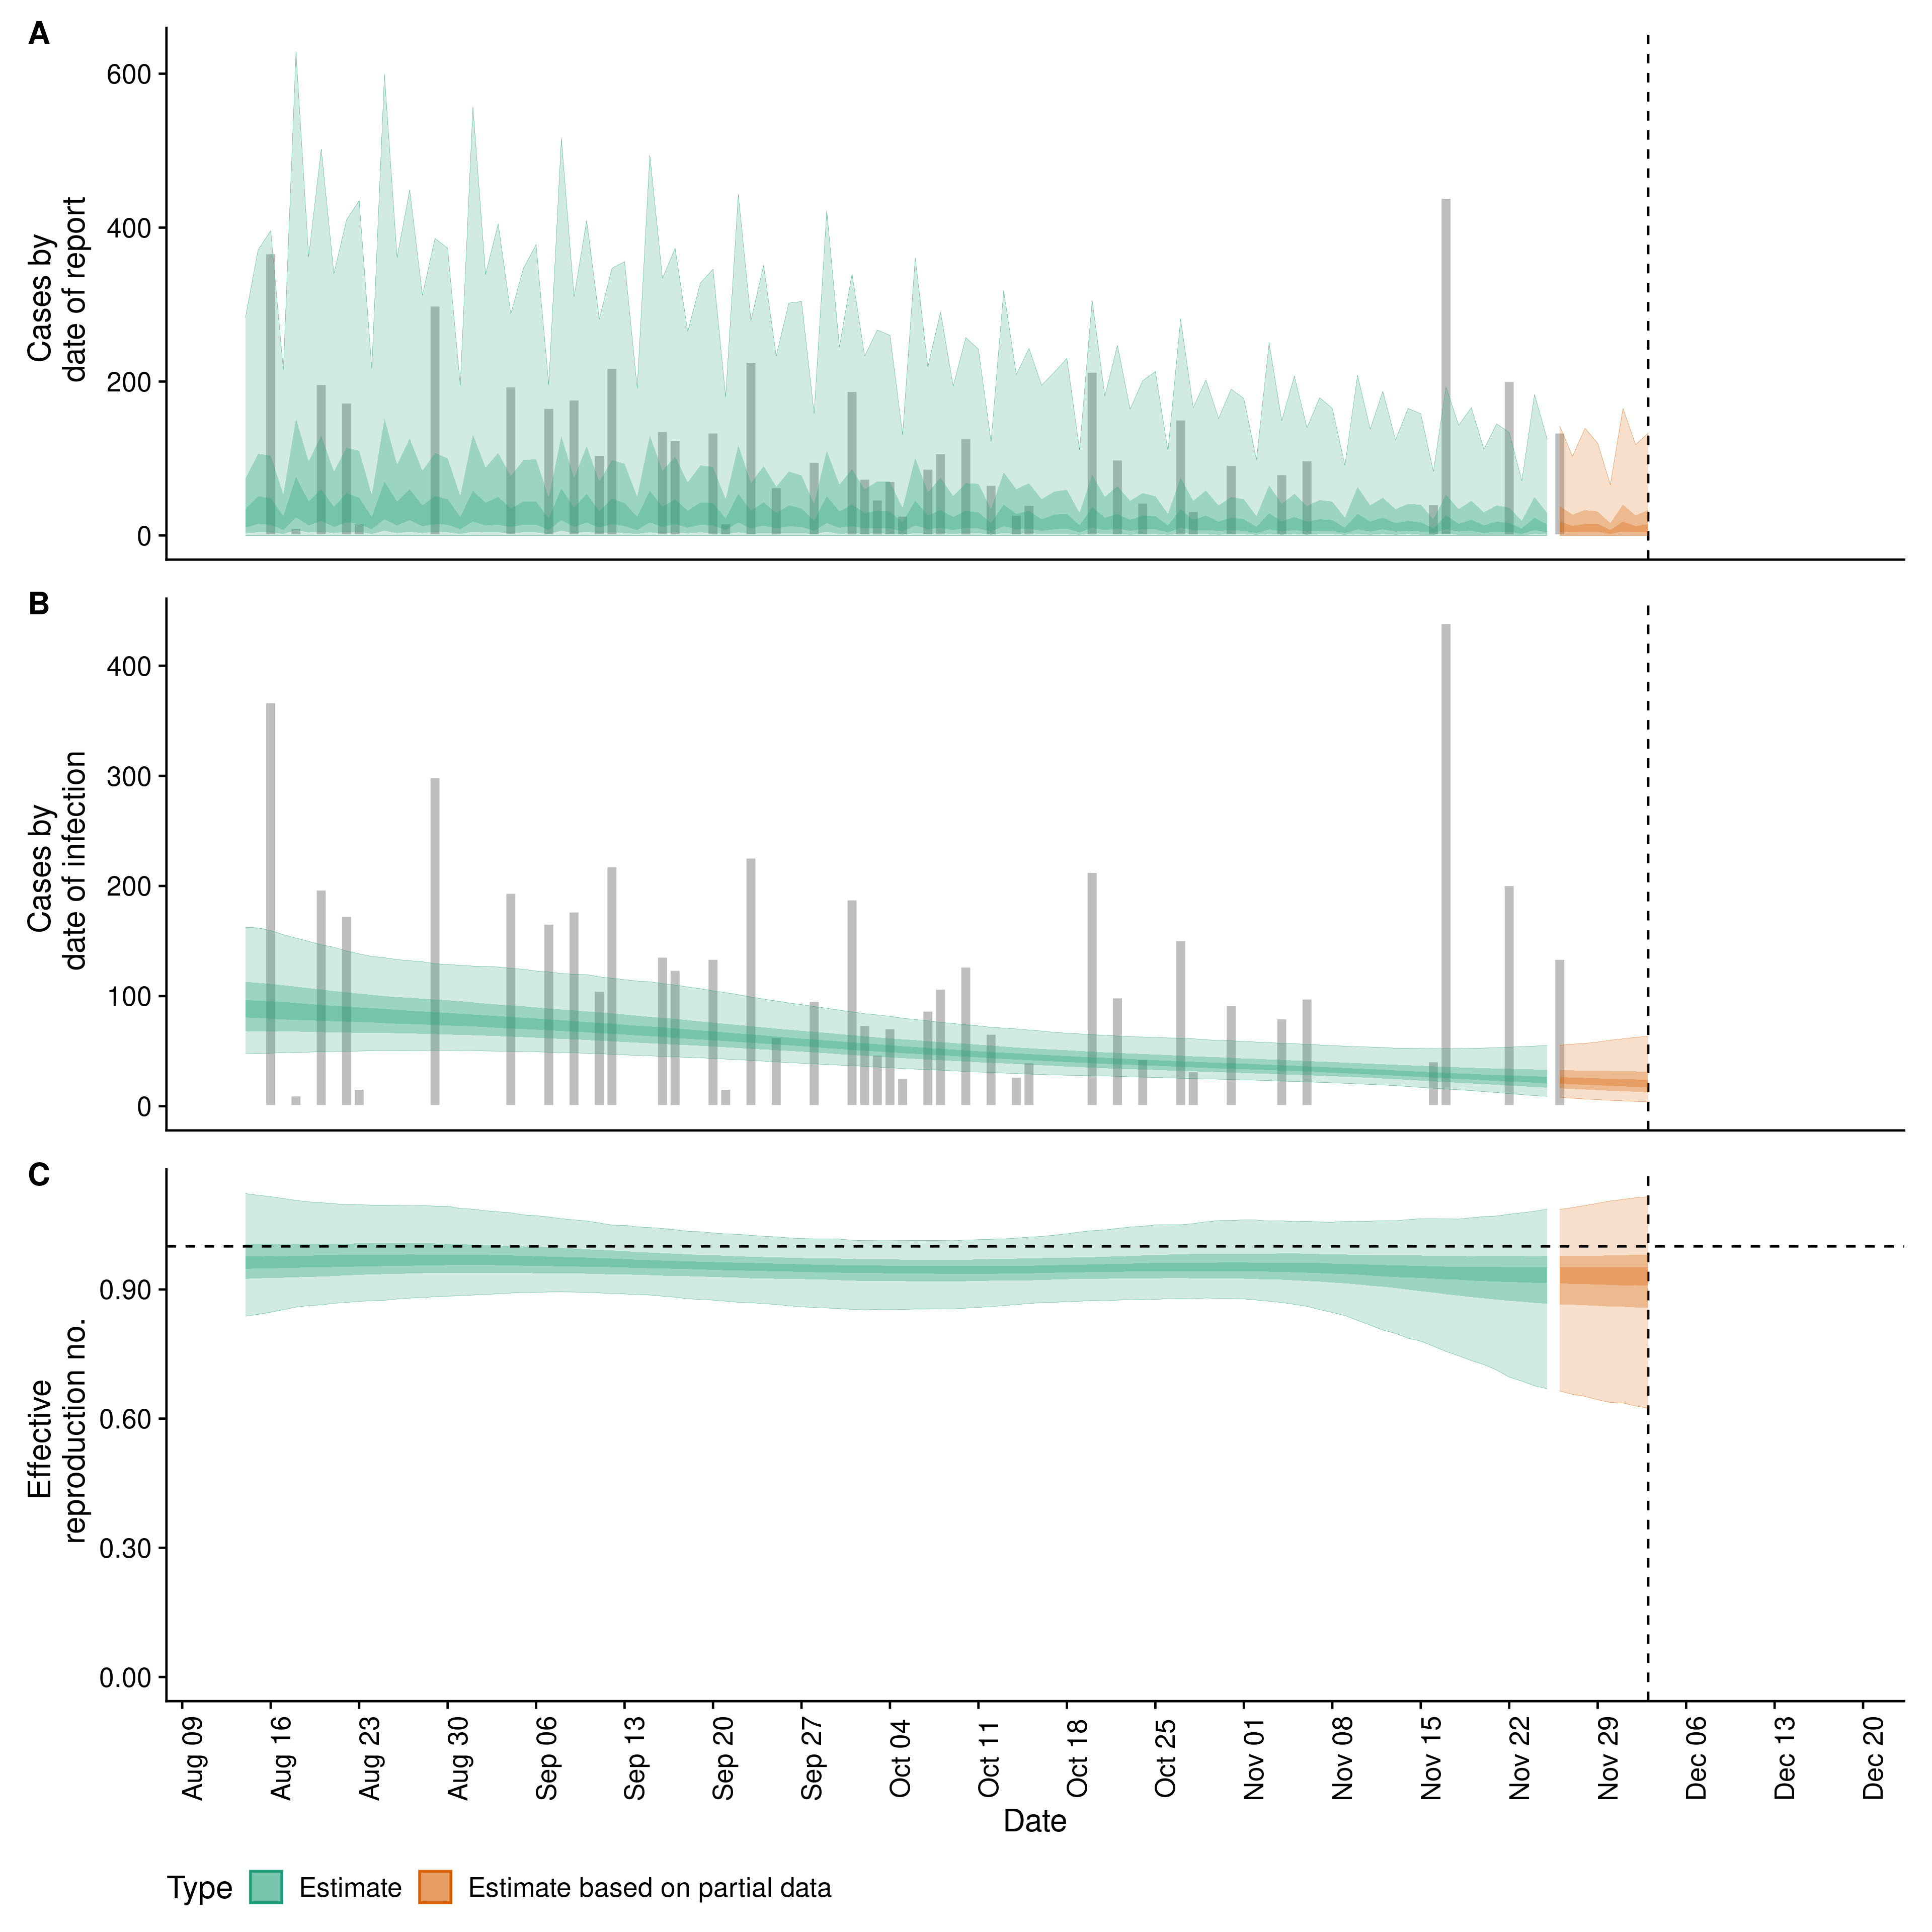 A
600
400
200
0
Cases by
date of report
B
400
300
200
100
0
Cases by
date of infection
C
0.90
0.60
0.30
0.00
Effective
reproduction no.
Aug 09
Aug 16
Aug 23
Aug 30
Sep 06
Sep 13
Sep 20
Sep 27
Oct 04
Oct 11
Oct 18
Oct 25
Nov 01
Nov 08
Nov 15
Nov 22
Nov 29
Dec 06
Dec 13
Dec 20
Date
Type Estimate Estimate based on partial data